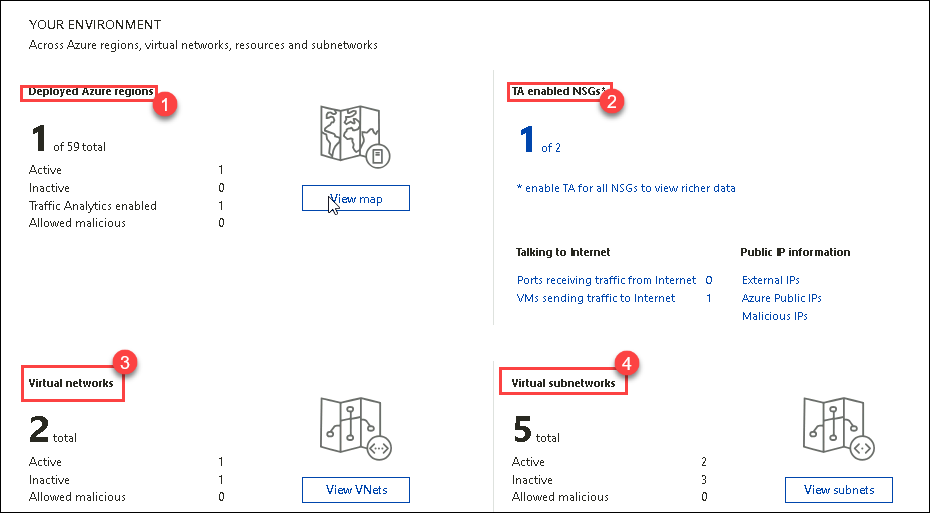 YOUR ENVIRONMENT
Across Azure regions, virtual networks, resources and subnetworks
Deployed Azure regions
1
1 of 59 total
Active 1
Inactive 0
Traffic Analytics enabled 1
Allowed malicious 0
View map
TA enabled NSGs*
2
1 of 2
* enable TA for all NSGs to view richer data
Talking to Internet
Ports receiving traffic from Internet 0
VMs sending traffic to Internet 1
Public IP information
External IPs
Azure Public IPs
Malicious IPs
Virtual networks
3
2 total
Active 1
Inactive 1
Allowed malicious 0
View VNets
Virtual subnetworks
4
5 total
Active 2
Inactive 3
Allowed malicious 0
View subnets